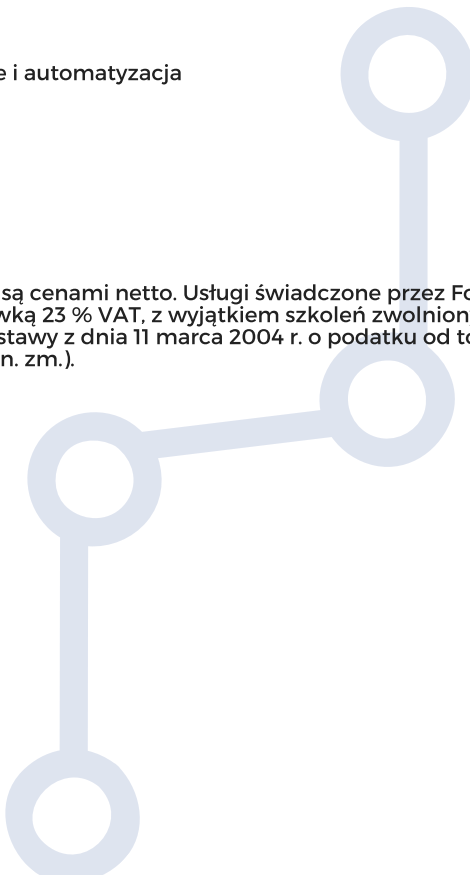 e i automatyzacja
są cenami netto. Usługi świadczone przez Fo
wką 23 % VAT, z wyjątkiem szkoleń zwolniony
stawy z dnia 11 marca 2004 r. o podatku od to
n. zm.).